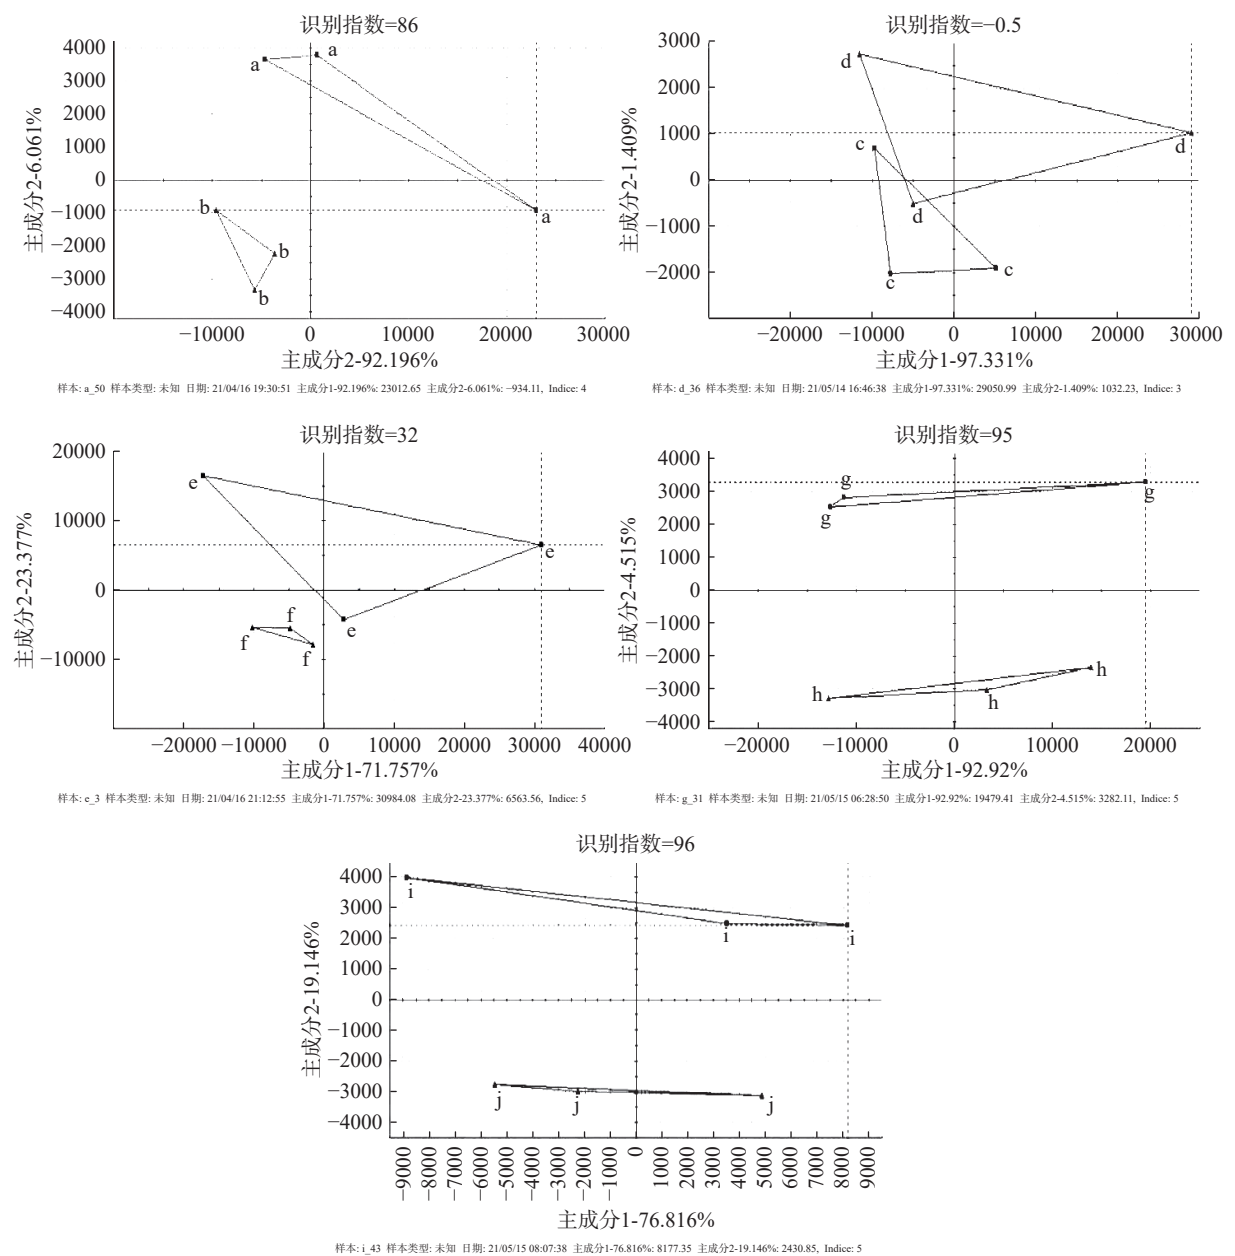 识别指数=86
4000
3000
2000
1000
0
−1000
−2000
−3000
−4000
主成分2-6.061%
a
a
a
b
b
b
−10000 0 10000 20000 30000
主成分2-92.196%
样本: a_50 样本类型: 未知 日期: 21/04/16 19:30:51 主成分1-92.196%: 23012.65 主成分2-6.061%: −934.11, Indice: 4
识别指数=−0.5
3000
2000
1000
0
−1000
−2000
主成分2-1.409%
d
d
c
d
c
c
−20000 −10000 0 10000 20000 30000
主成分1-97.331%
样本: d_36 样本类型: 未知 日期: 21/05/14 16:46:38 主成分1-97.331%: 29050.99 主成分2-1.409%: 1032.23, Indice: 3
识别指数=32
20000
10000
0
−10000
主成分2-23.377%
e
e
e
f
f
f
−20000 −10000 0 10000 20000 30000 40000
主成分1-71.757%
样本: e_3 样本类型: 未知 日期: 21/04/16 21:12:55 主成分1-71.757%: 30984.08 主成分2-23.377%: 6563.56, Indice: 5
识别指数=95
4000
3000
2000
1000
0
−1000
−2000
−3000
−4000
主成分2-4.515%
g
g
g
h
h
h
−20000 −10000 0 10000 20000
主成分1-92.92%
样本: g_31 样本类型: 未知 日期: 21/05/15 06:28:50 主成分1-92.92%: 19479.41 主成分2-4.515%: 3282.11, Indice: 5
识别指数=96
4000
3000
2000
1000
0
−1000
−2000
−3000
−4000
主成分2-19.146%
i
i
i
j
j
j
−9000 −8000 −7000 −6000 −5000 −4000 −3000 −2000 −1000 0 1000 2000 3000 4000 5000 6000 7000 8000 9000
主成分1-76.816%
样本: i_43 样本类型: 未知 日期: 21/05/15 08:07:38 主成分1-76.816%: 8177.35 主成分2-19.146%: 2430.85, Indice: 5